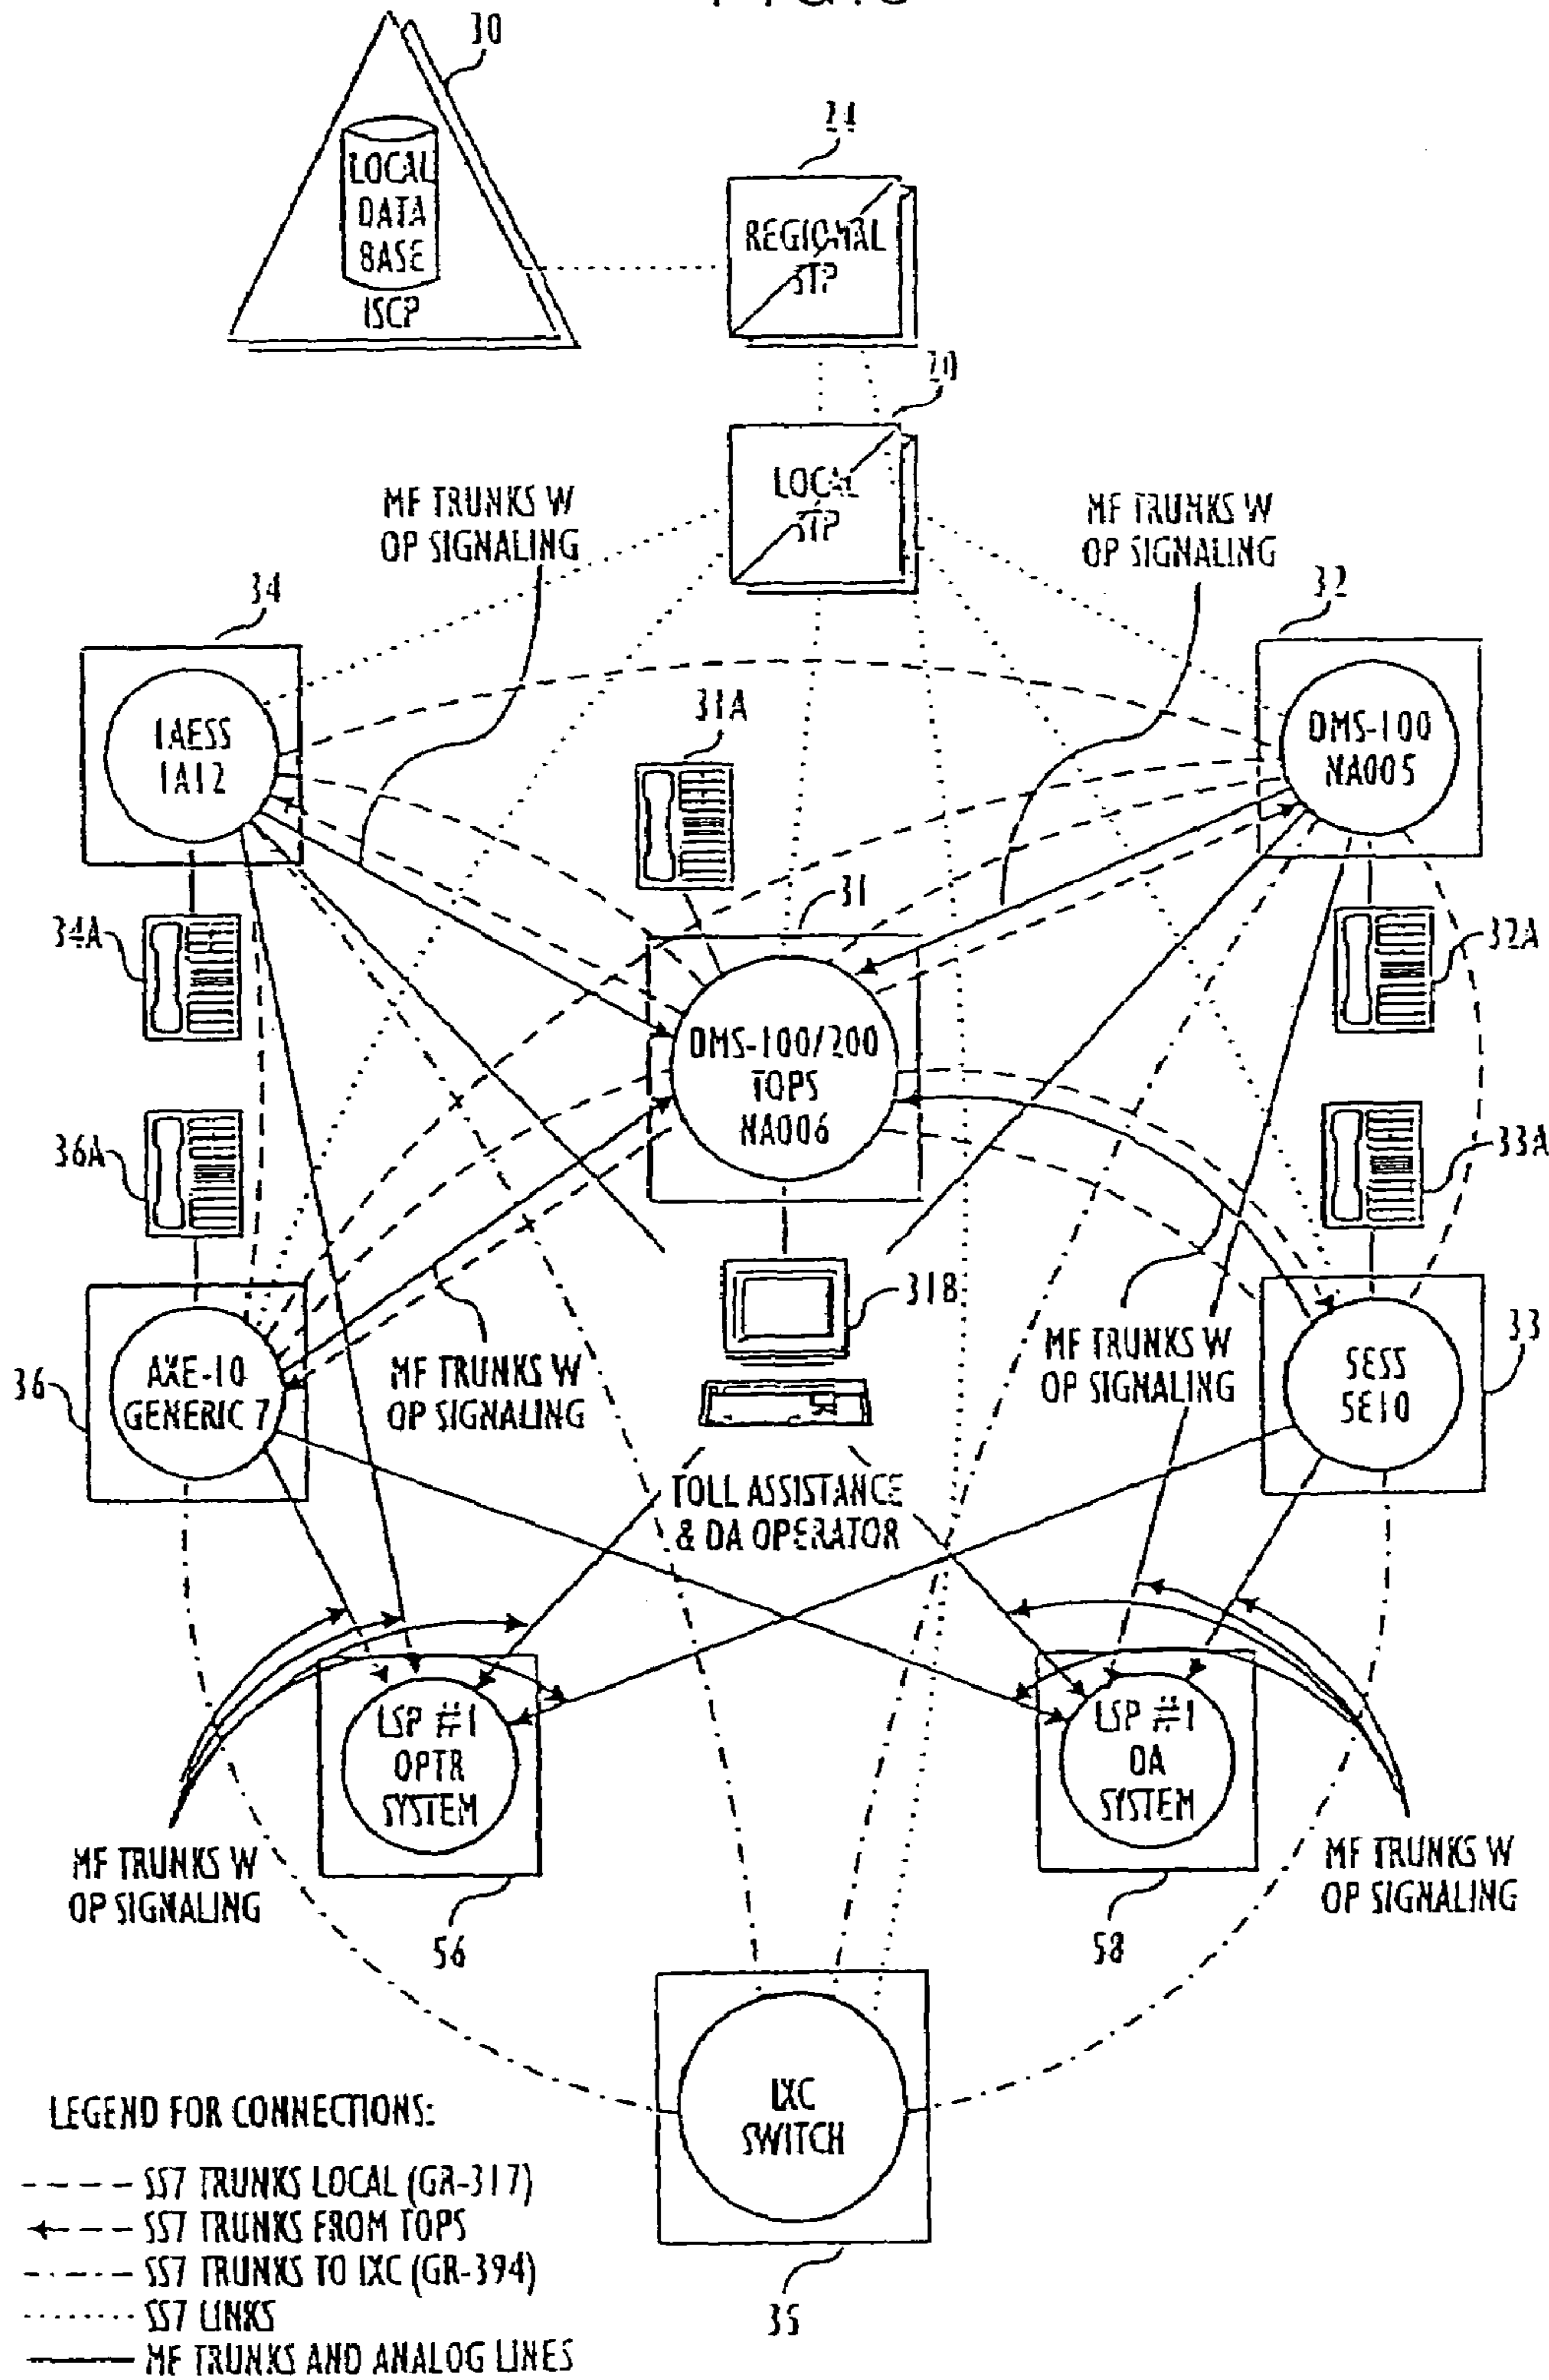 30
LOCAL
DATA
BASE
ISCP
24
REGIONAL
STP
20
LOCAL
STP
MF TRUNKS W
OP SIGNALING
MF TRUNKS W
OP SIGNALING
34
1AESS
1A12
32
DMS-100
NA005
31A
34A
32A
31
DMS-100/200
TOPS
NA006
36A
33A
31B
36
AXE-10
GENERIC 7
MF TRUNKS W
OP SIGNALING
MF TRUNKS W
OP SIGNALING
33
5ESS
5E10
TOLL ASSISTANCE
& DA OPERATOR
LSP #1
OPTR
SYSTEM
LSP #1
DA
SYSTEM
MF TRUNKS W
OP SIGNALING
56
58
MF TRUNKS W
OP SIGNALING
IXC
SWITCH
35
LEGEND FOR CONNECTIONS:
SS7 TRUNKS LOCAL (GR-317)
SS7 TRUNKS FROM TOPS
SS7 TRUNKS TO IXC (GR-394)
SS7 LINKS
MF TRUNKS AND ANALOG LINES